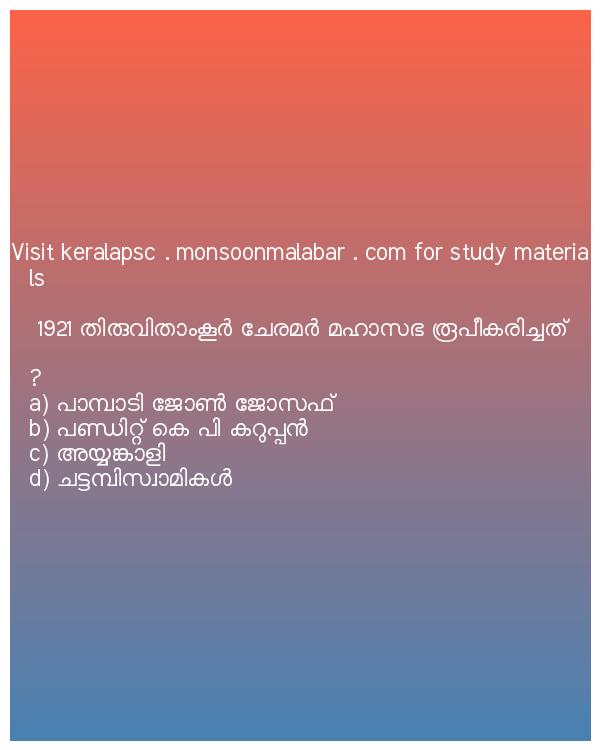 Visit keralapsc . monsoonmalabar . com for study materia
ls
1921 തിരുവിതാംകൂർ ചേരമർ മഹാസഭ രൂപീകരിച്ചത്
?
a) പാമ്പാടി ജോൺ ജോസഫ്
b) പണ്ഡിറ്റ് കെ പി കറുപ്പൻ
c) അയ്യങ്കാളി
d) ചട്ടമ്പിസ്വാമികൾ